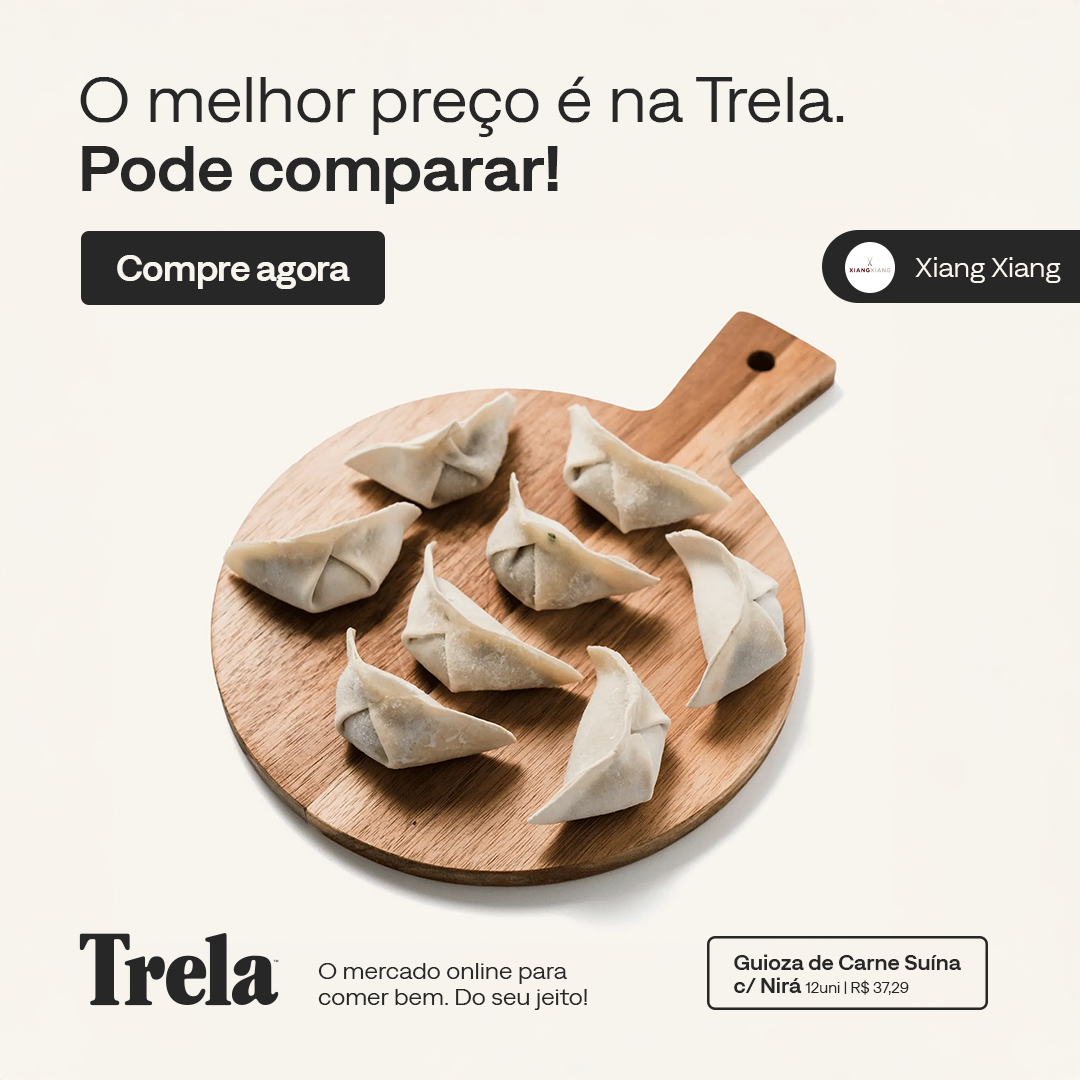 O melhor preço é na Trela.
Pode comparar!
Compre agora
XIANGXIANG
Xiang Xiang
Trela™
O mercado online para
comer bem. Do seu jeito!
Guioza de Carne Suína
c/ Nirá 12uni | R$ 37,29